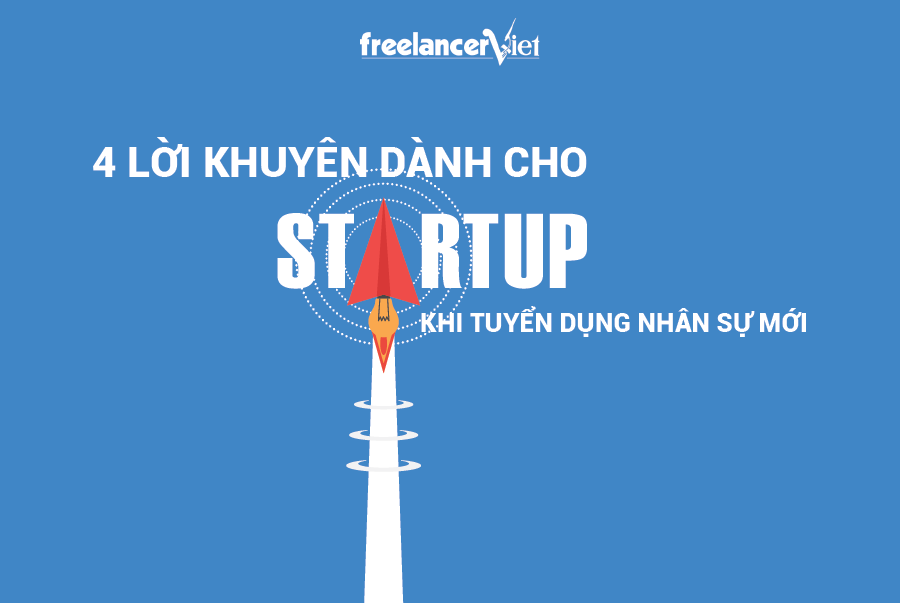 freelancerViet
4 LỜI KHUYÊN DÀNH CHO
STARTUP
KHI TUYỂN DỤNG NHÂN SỰ MỚI